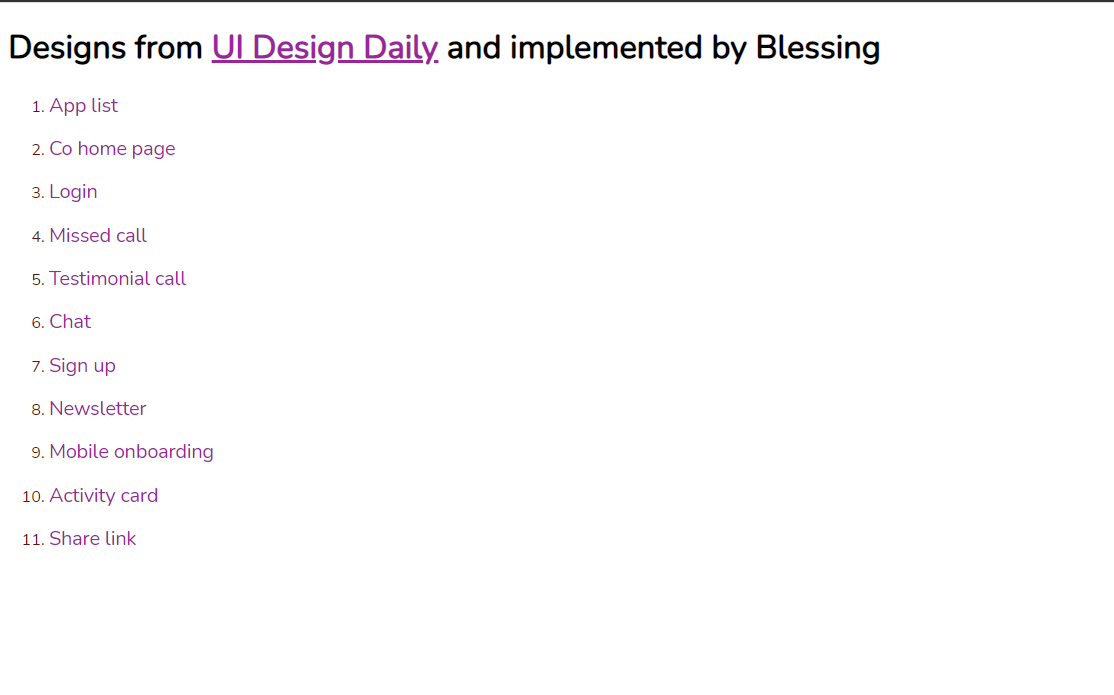 Designs from UI Design Daily and implemented by Blessing
1. App list
2. Co home page
3. Login
4. Missed call
5. Testimonial call
6. Chat
7. Sign up
8. Newsletter
9. Mobile onboarding
10. Activity card
11. Share link